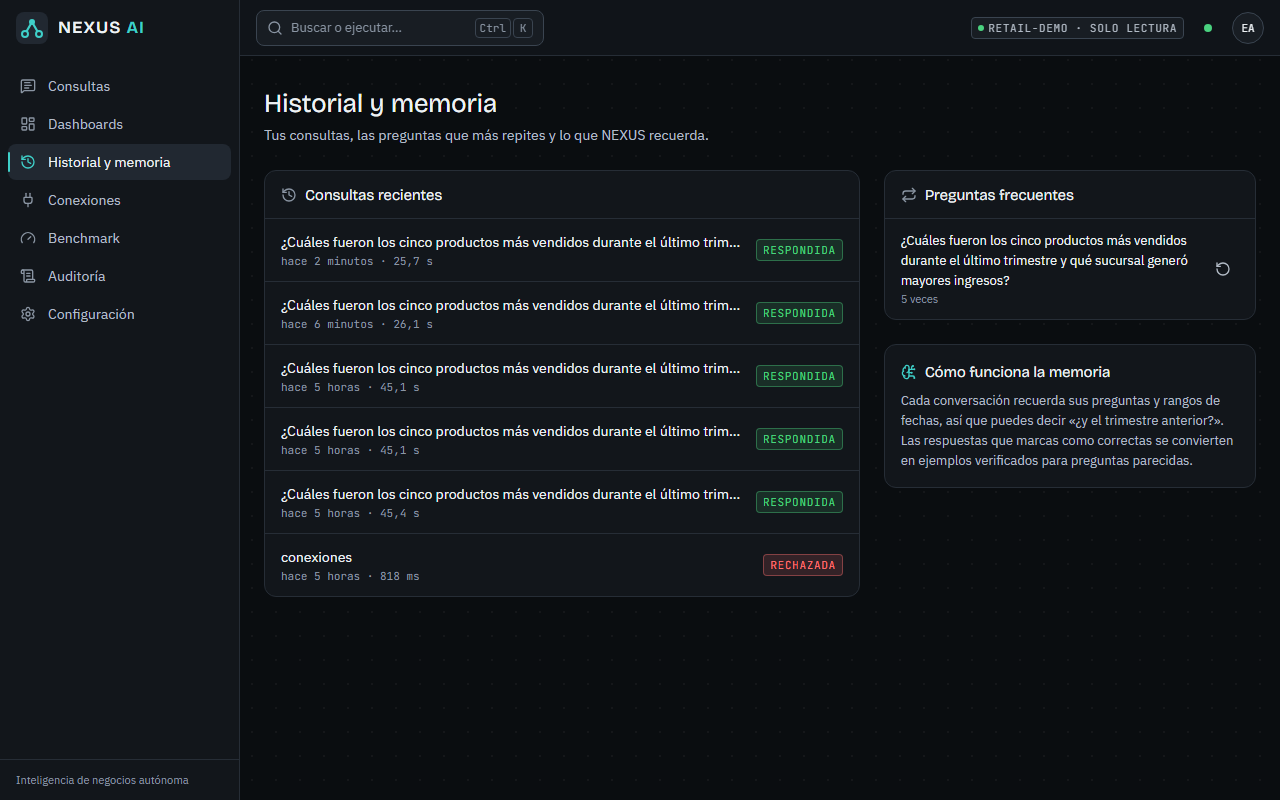 NEXUS AI
Buscar o ejecutar...
Ctrl K
RETAIL-DEMO · SOLO LECTURA
EA
Consultas
Dashboards
Historial y memoria
Conexiones
Benchmark
Auditoría
Configuración
Inteligencia de negocios autónoma
Historial y memoria
Tus consultas, las preguntas que más repites y lo que NEXUS recuerda.
Consultas recientes
¿Cuáles fueron los cinco productos más vendidos durante el último trim...
hace 2 minutos · 25,7 s
RESPONDIDA
¿Cuáles fueron los cinco productos más vendidos durante el último trim...
hace 6 minutos · 26,1 s
RESPONDIDA
¿Cuáles fueron los cinco productos más vendidos durante el último trim...
hace 5 horas · 45,1 s
RESPONDIDA
¿Cuáles fueron los cinco productos más vendidos durante el último trim...
hace 5 horas · 45,1 s
RESPONDIDA
¿Cuáles fueron los cinco productos más vendidos durante el último trim...
hace 5 horas · 45,4 s
RESPONDIDA
conexiones
hace 5 horas · 818 ms
RECHAZADA
Preguntas frecuentes
¿Cuáles fueron los cinco productos más vendidos
durante el último trimestre y qué sucursal generó
mayores ingresos?
5 veces
Cómo funciona la memoria
Cada conversación recuerda sus preguntas y rangos de
fechas, así que puedes decir «¿y el trimestre anterior?».
Las respuestas que marcas como correctas se convierten
en ejemplos verificados para preguntas parecidas.